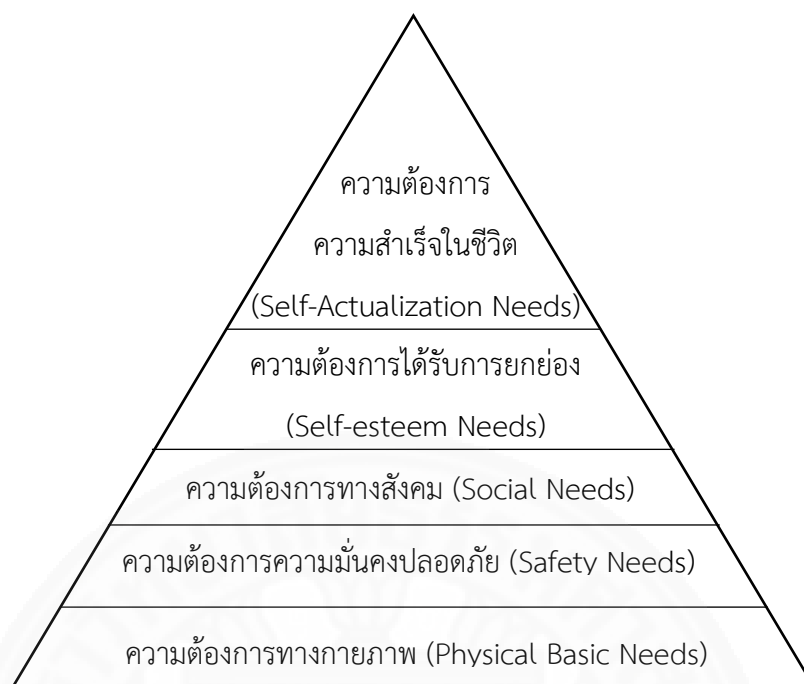 ความต้องการ
ความสำเร็จในชีวิต
(Self-Actualization Needs)
ความต้องการได้รับการยกย่อง
(Self-esteem Needs)
ความต้องการทางสังคม (Social Needs)
ความต้องการความมั่นคงปลอดภัย (Safety Needs)
ความต้องการทางกายภาพ (Physical Basic Needs)